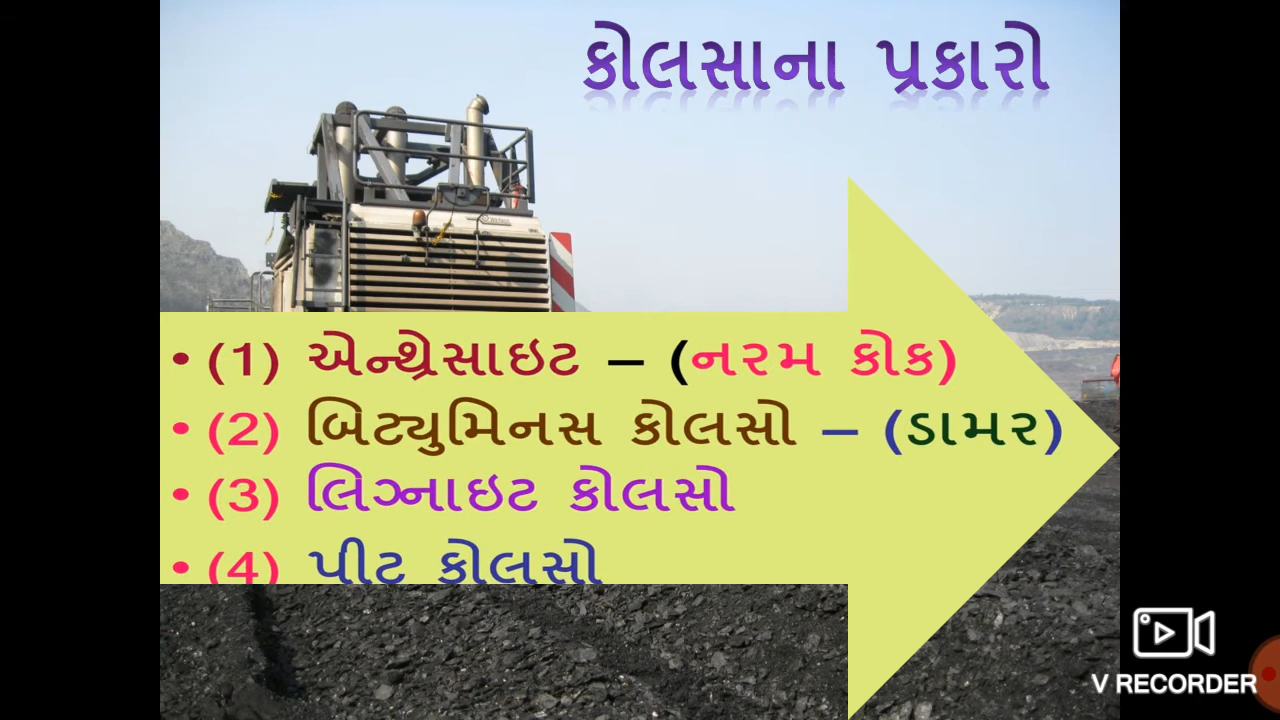 કોલસાના પ્રકારો
• (1) એન્થ્રેસાઇટ – (નરમ કોક)
• (2) બિટ્યુમિનસ કોલસો – (ડામર)
• (3) લિગ્નાઇટ કોલસો
• (4) પીટ કોલસો
V RECORDER